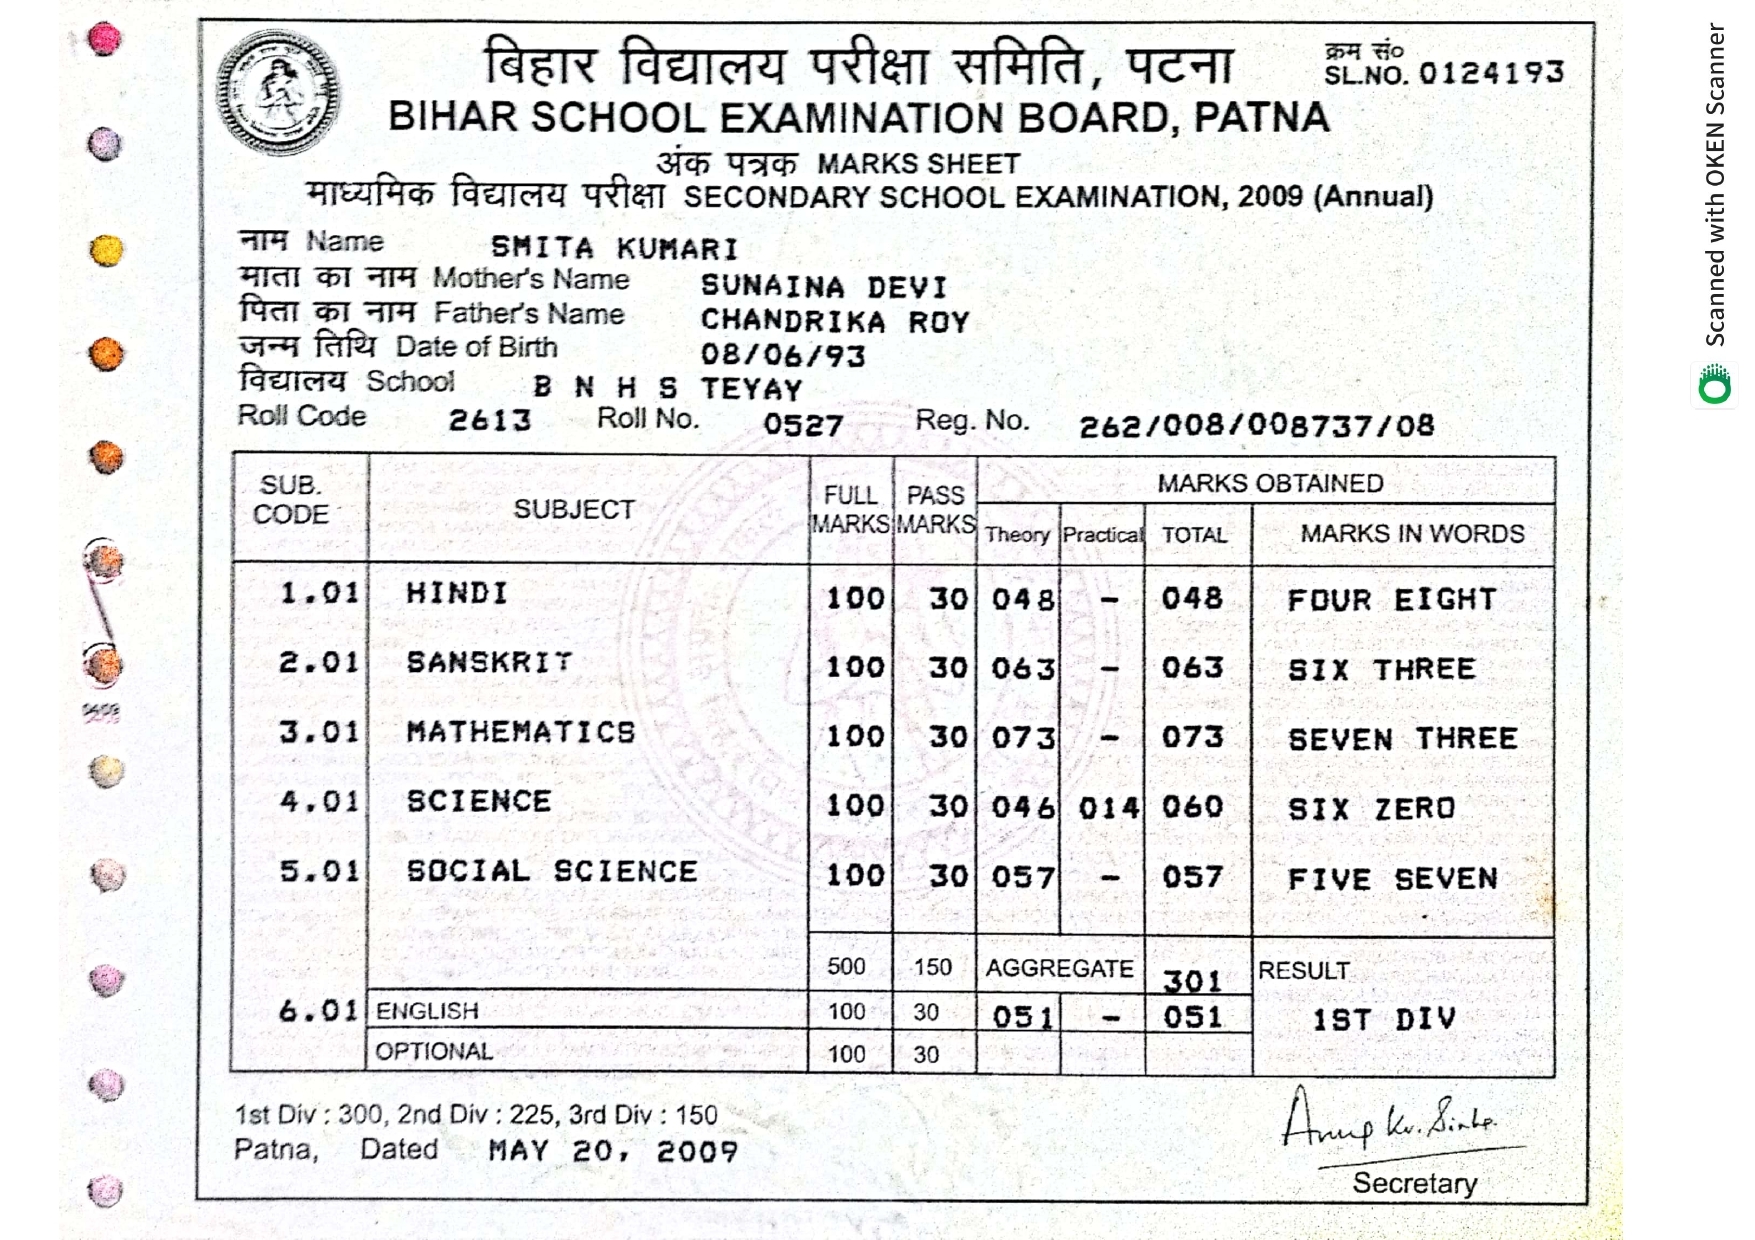 बिहार विद्यालय परीक्षा समिति, पटना
क्रम सं०
SL.NO. 0124193
BIHAR SCHOOL EXAMINATION BOARD, PATNA
अंक पत्रक MARKS SHEET
माध्यमिक विद्यालय परीक्षा SECONDARY SCHOOL EXAMINATION, 2009 (Annual)
नाम Name SMITA KUMARI
माता का नाम Mother's Name SUNAINA DEVI
पिता का नाम Father's Name CHANDRIKA ROY
जन्म तिथि Date of Birth 08/06/93
विद्यालय School B N H S TEYAY
Roll Code 2613 Roll No. 0527 Reg. No. 262/008/008737/08
SUB. CODE SUBJECT FULL MARKS PASS MARKS MARKS OBTAINED
Theory Practical TOTAL MARKS IN WORDS
1.01 HINDI 100 30 048 - 048 FOUR EIGHT
2.01 SANSKRIT 100 30 063 - 063 SIX THREE
3.01 MATHEMATICS 100 30 073 - 073 SEVEN THREE
4.01 SCIENCE 100 30 046 014 060 SIX ZERO
5.01 SOCIAL SCIENCE 100 30 057 - 057 FIVE SEVEN
500 150 AGGREGATE 301 RESULT
6.01 ENGLISH 100 30 051 - 051 1ST DIV
OPTIONAL 100 30
1st Div : 300, 2nd Div : 225, 3rd Div : 150
Patna, Dated MAY 20, 2009
Anup Kr. Sinha
Secretary
Scanned with OKEN Scanner